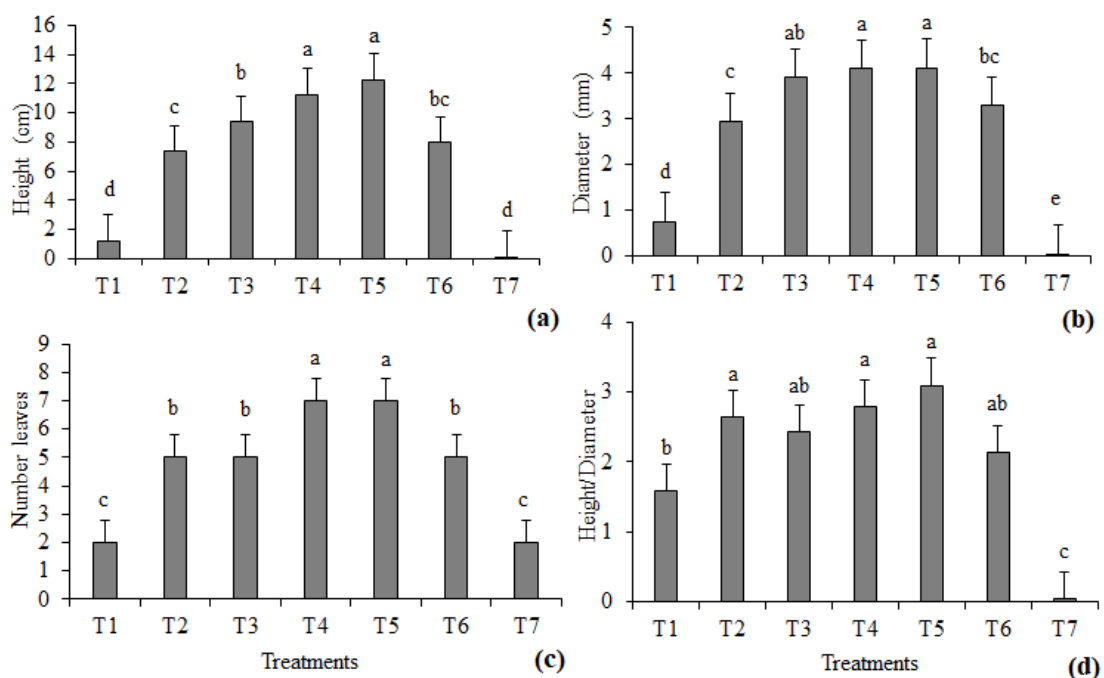 16
14
12
10
8
6
4
2
0
Height (cm)
d
c
b
a
a
bc
d
T1 T2 T3 T4 T5 T6 T7
(a)
5
4
3
2
1
0
Diameter (mm)
d
c
ab
a
a
bc
e
T1 T2 T3 T4 T5 T6 T7
(b)
9
8
7
6
5
4
3
2
1
0
Number leaves
c
b
b
a
a
b
c
T1 T2 T3 T4 T5 T6 T7
Treatments
(c)
4
3
2
1
0
Height/Diameter
b
a
ab
a
a
ab
c
T1 T2 T3 T4 T5 T6 T7
Treatments
(d)